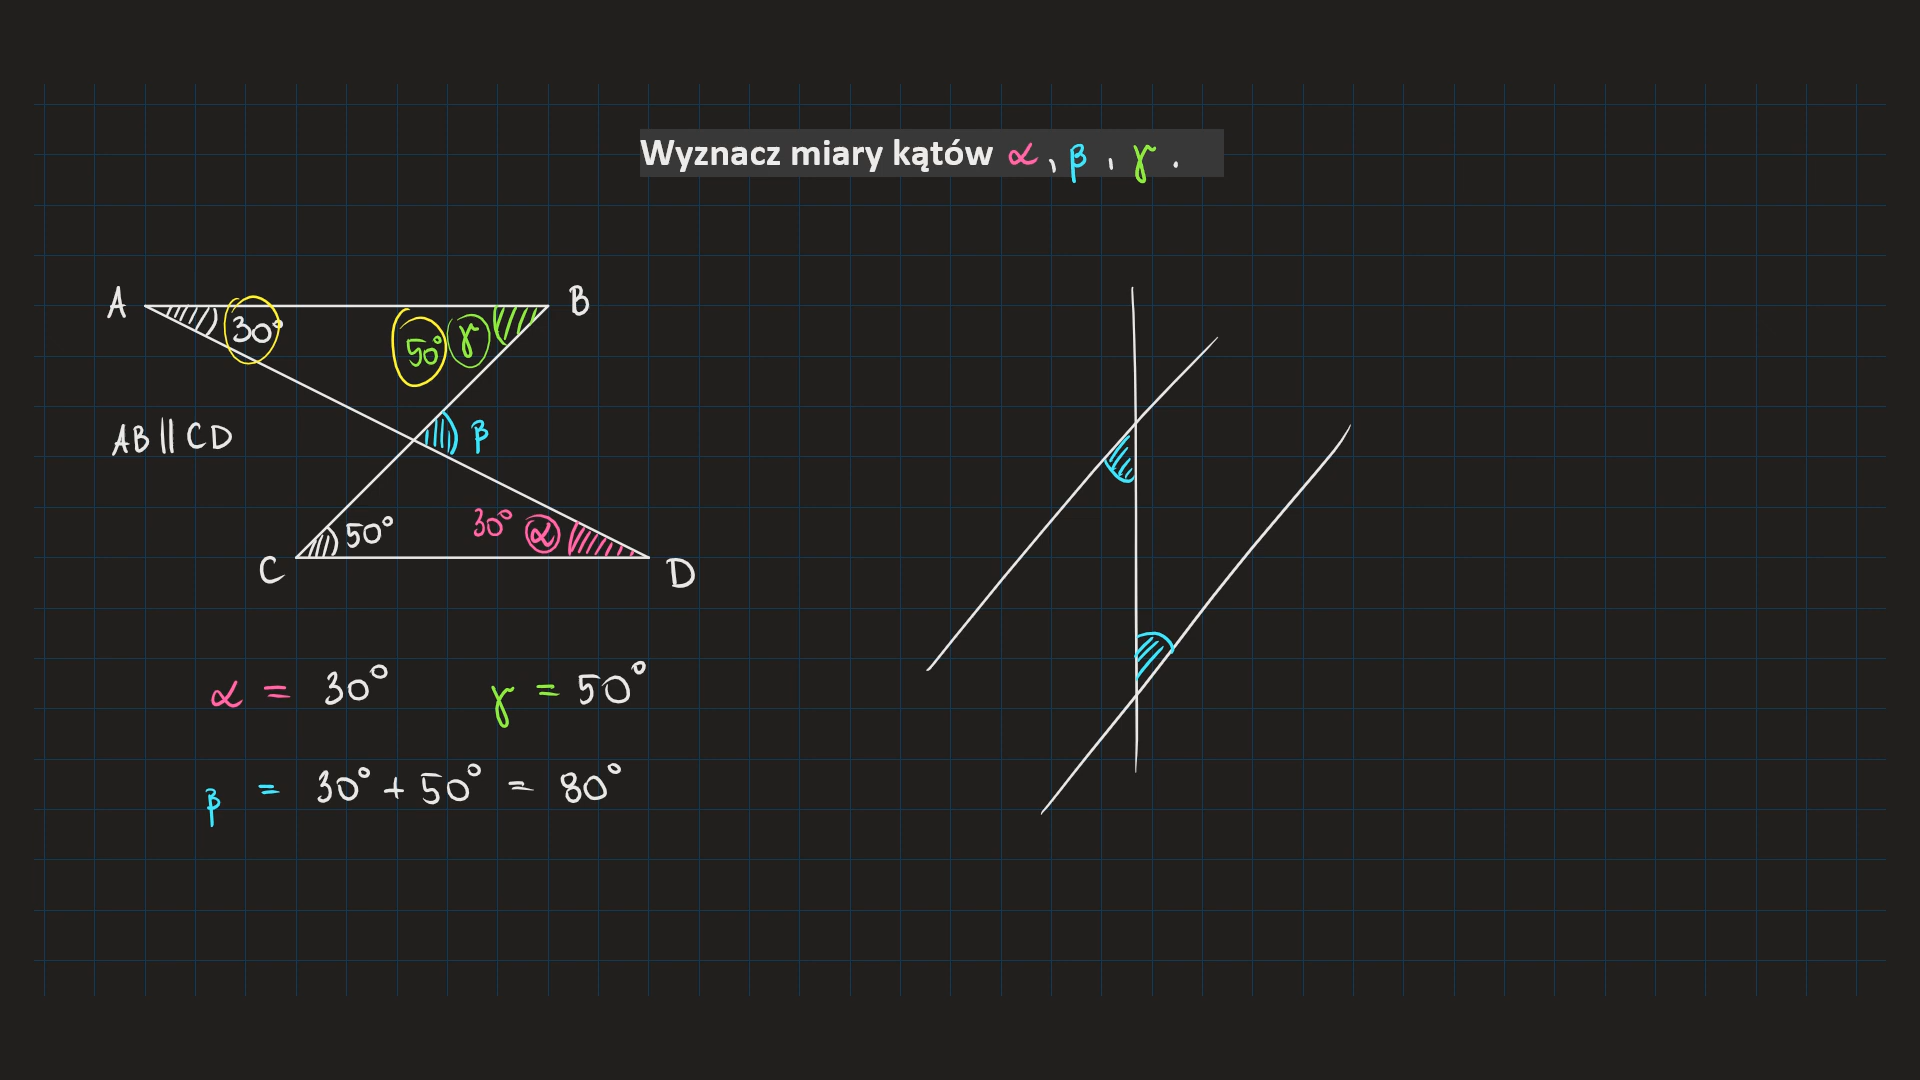 Wyznacz miary kątów α, β, γ.
A 30° 50° γ B
AB || CD
β
C 50° 30° α D
α = 30° γ = 50°
β = 30° + 50° = 80°